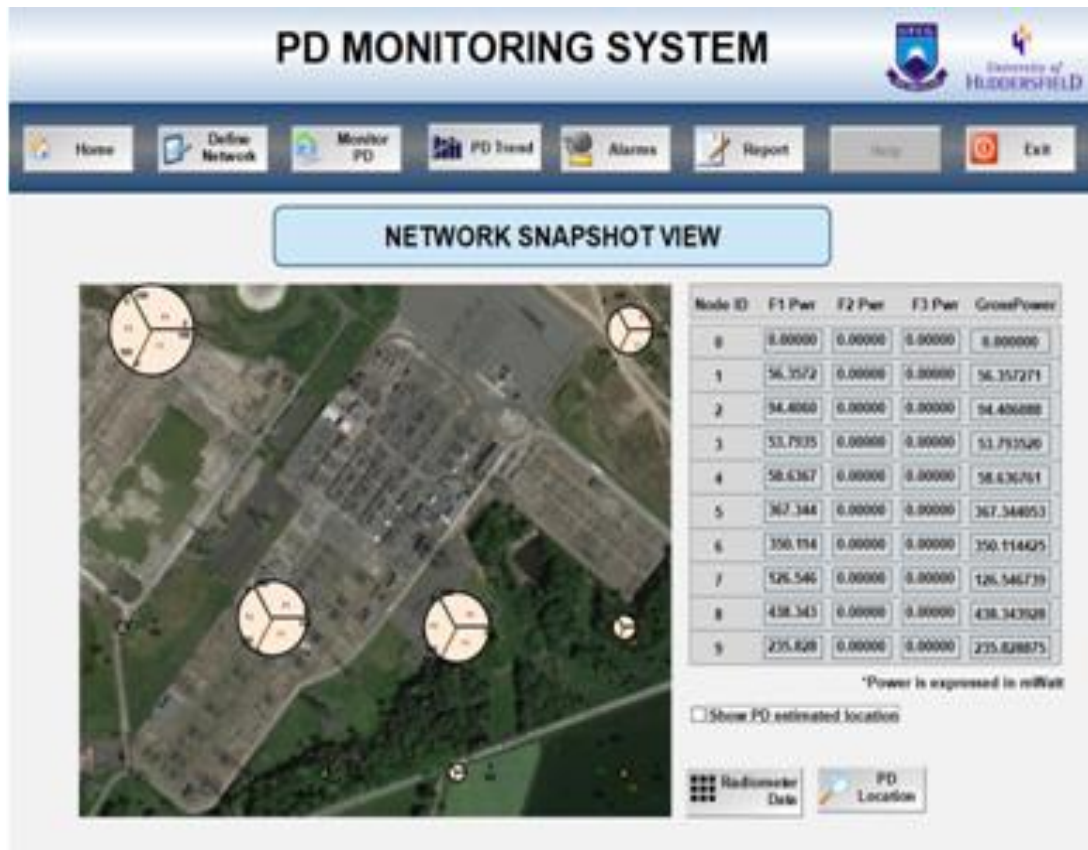 PD MONITORING SYSTEM
University of
HUDDERSFIELD
Home
Define
Network
Monitor
PD
PD Trend
Alarms
Report
Help
Exit
NETWORK SNAPSHOT VIEW
Node ID F1 Pwr F2 Pwr F3 Pwr GrossPower
0 0.00000 0.00000 0.00000 0.000000
1 56.3572 0.00000 0.00000 56.357271
2 94.4060 0.00000 0.00000
3 53.7935 0.00000 0.00000 53.793520
4 58.6367 0.00000 0.00000 58.636761
5 367.344 0.00000 0.00000 367.344053
6 350.114 0.00000 0.00000 350.114425
7 126.546 0.00000 0.00000 126.546739
8 438.343 0.00000 0.00000 438.343928
9 235.828 0.00000 0.00000 235.828875
*Power is expressed in mWatt
Show PD estimated location
Radiometer
Data
PD
Location